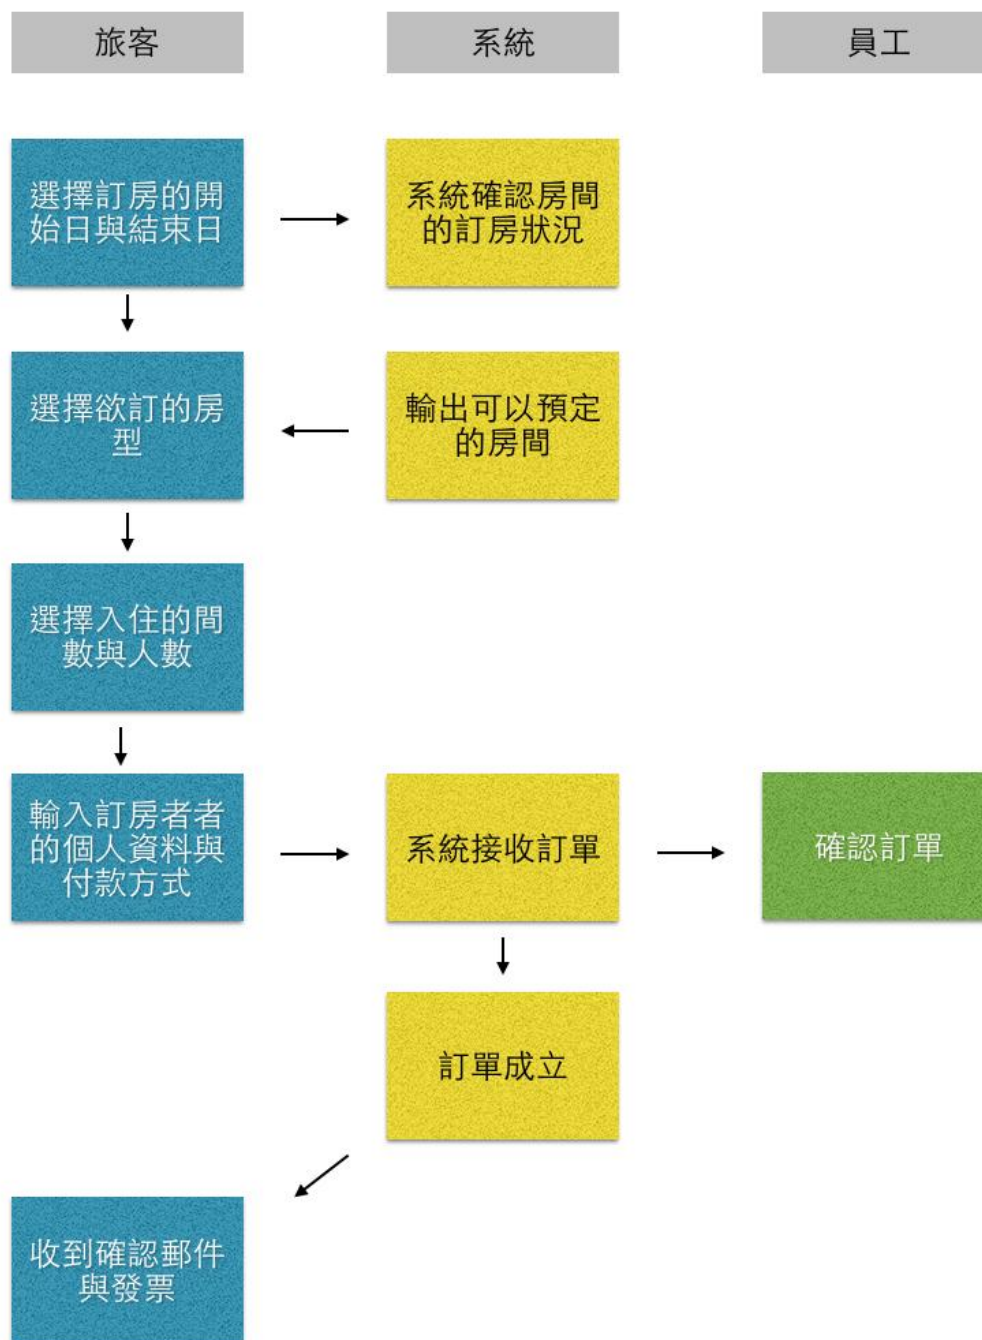 旅客
系統
員工
選擇訂房的開
始日與結束日
系統確認房間
的訂房狀況
選擇欲訂的房
型
輸出可以預定
的房間
選擇入住的間
數與人數
輸入訂房者者
的個人資料與
付款方式
系統接收訂單
確認訂單
訂單成立
收到確認郵件
與發票